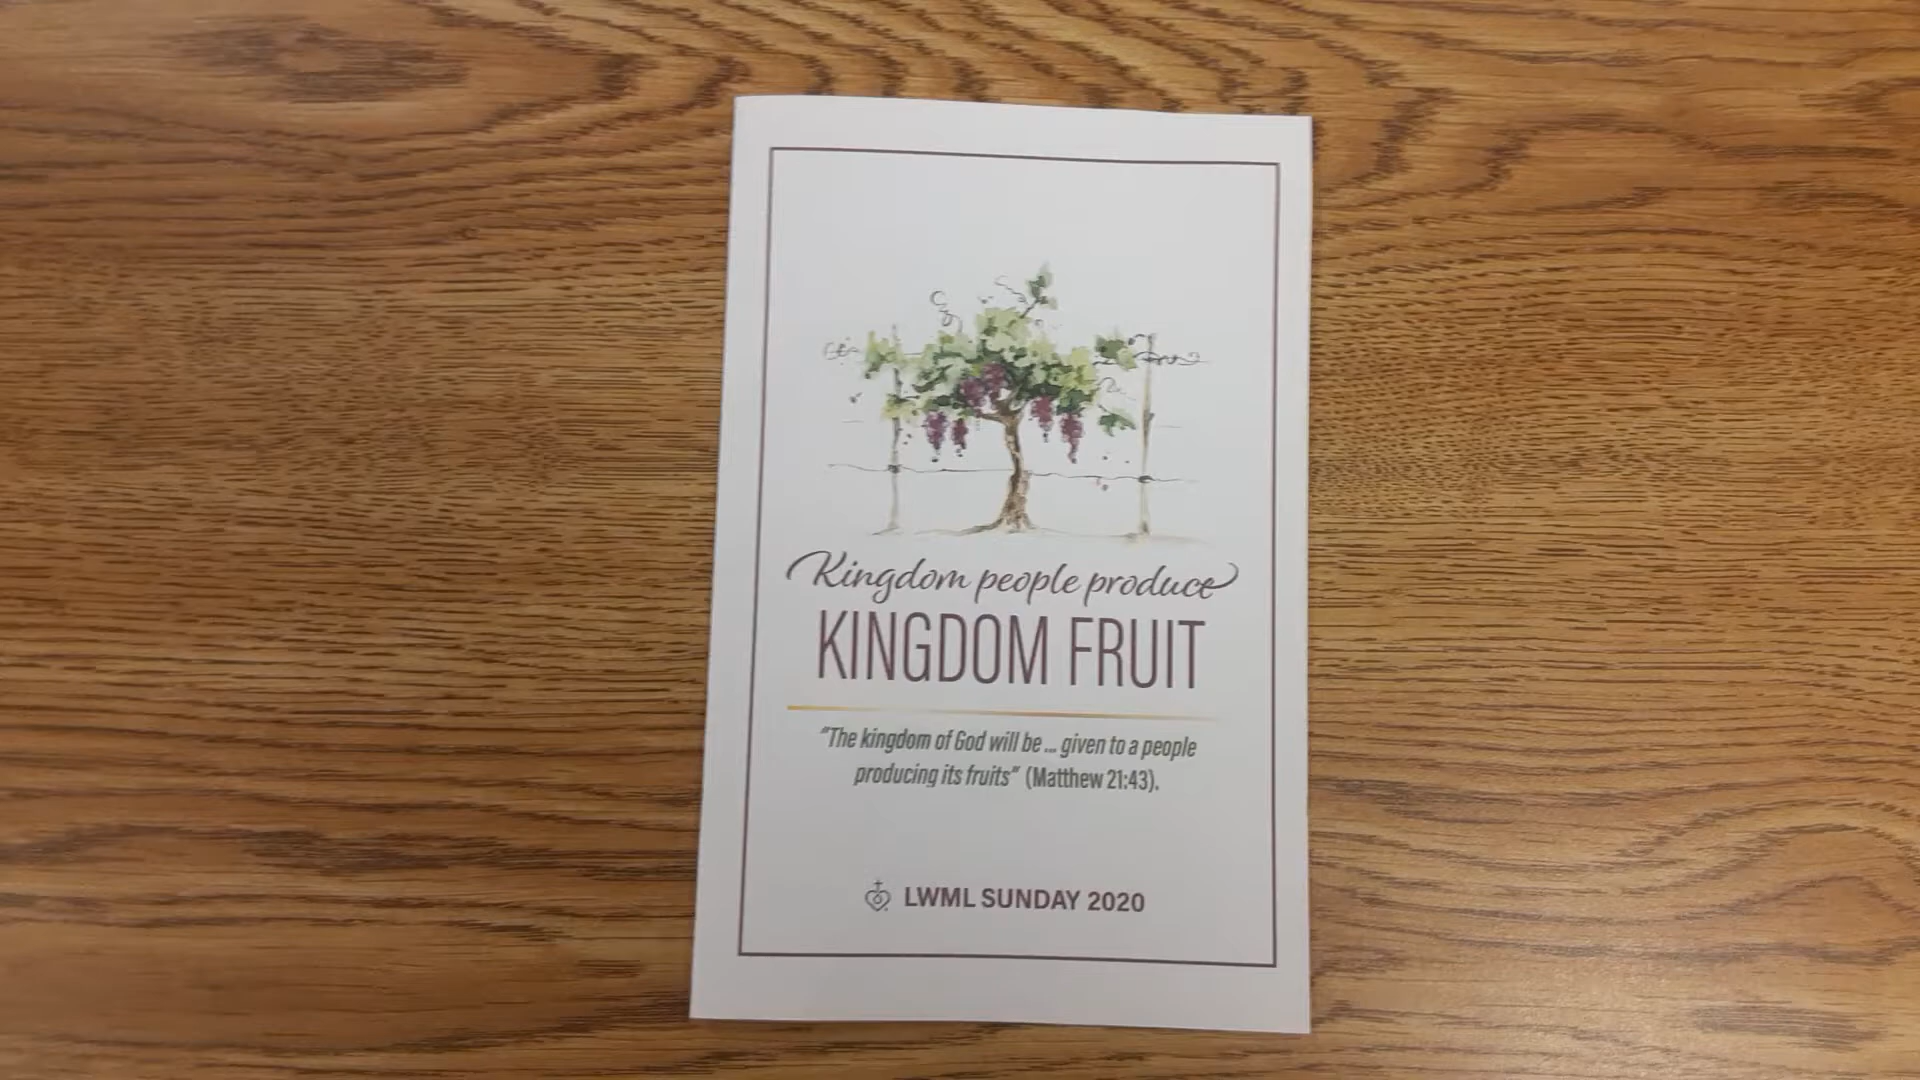 Kingdom people produce
KINGDOM FRUIT
"The kingdom of God will be ... given to a people
producing its fruits" (Matthew 21:43).
LWML SUNDAY 2020